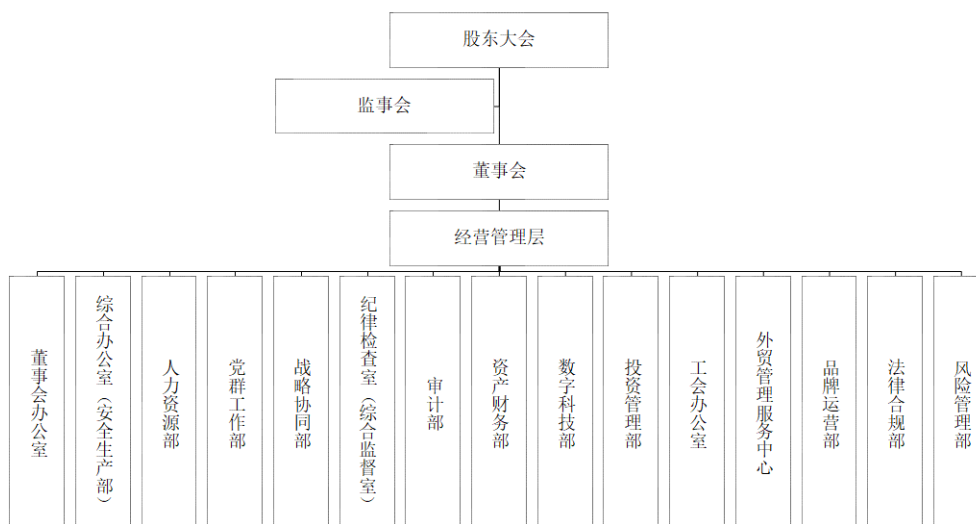 股东大会
监事会
董事会
经营管理层
董事会办公室
综合办公室（安全生产部）
人力资源部
党群工作部
战略协同部
纪律检查室（综合监督室）
审计部
资产财务部
数字科技部
投资管理部
工会办公室
外贸管理服务中心
品牌运营部
法律合规部
风险管理部